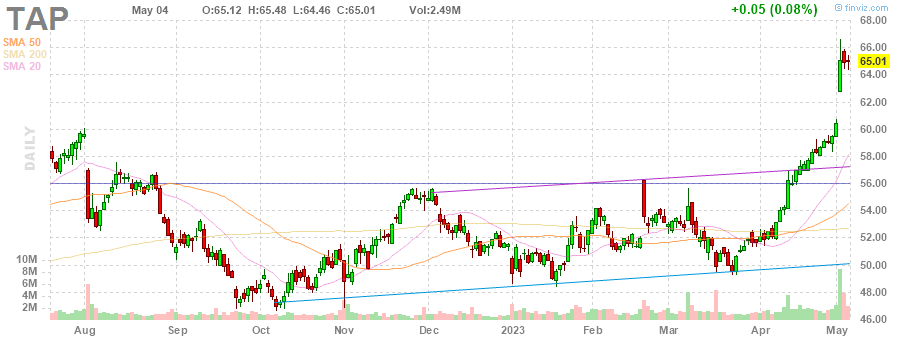 TAP May 04 O:65.12 H:65.48 L:64.46 C:65.01 Vol:2.49M +0.05 (0.08%) © finviz.com
SMA 50
SMA 200
SMA 20
DAILY
68.00
66.00
65.01
64.00
62.00
60.00
58.00
56.00
54.00
52.00
50.00
48.00
46.00
10M
8M
6M
4M
2M
Aug Sep Oct Nov Dec 2023 Feb Mar Apr May